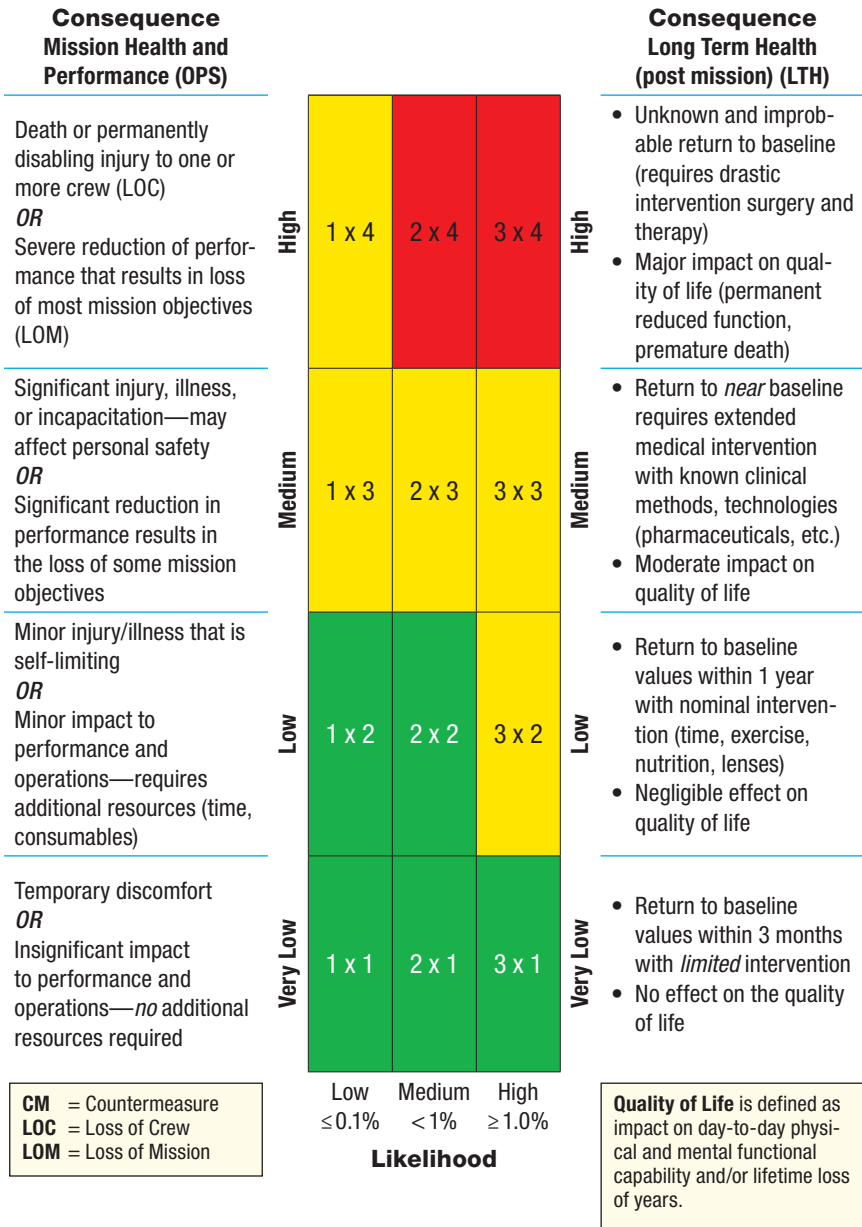 Consequence
Mission Health and
Performance (OPS)
Consequence
Long Term Health
(post mission) (LTH)
Death or permanently
disabling injury to one or
more crew (LOC)
OR
Severe reduction of perfor-
mance that results in loss
of most mission objectives
(LOM)
High
1 x 4
2 x 4
3 x 4
High
• Unknown and improb-
able return to baseline
(requires drastic
intervention surgery and
therapy)
• Major impact on qual-
ity of life (permanent
reduced function,
premature death)
Significant injury, illness,
or incapacitation—may
affect personal safety
OR
Significant reduction in
performance results in
the loss of some mission
objectives
Medium
1 x 3
2 x 3
3 x 3
Medium
• Return to near baseline
requires extended
medical intervention
with known clinical
methods, technologies
(pharmaceuticals, etc.)
• Moderate impact on
quality of life
Minor injury/illness that is
self-limiting
OR
Minor impact to
performance and
operations—requires
additional resources (time,
consumables)
Low
1 x 2
2 x 2
3 x 2
Low
• Return to baseline
values within 1 year
with nominal interven-
tion (time, exercise,
nutrition, lenses)
• Negligible effect on
quality of life
Temporary discomfort
OR
Insignificant impact
to performance and
operations—no additional
resources required
Very Low
1 x 1
2 x 1
3 x 1
Very Low
• Return to baseline
values within 3 months
with limited intervention
• No effect on the quality
of life
CM = Countermeasure
LOC = Loss of Crew
LOM = Loss of Mission
Low Medium High
≤0.1% <1% ≥1.0%
Likelihood
Quality of Life is defined as
impact on day-to-day physi-
cal and mental functional
capability and/or lifetime loss
of years.